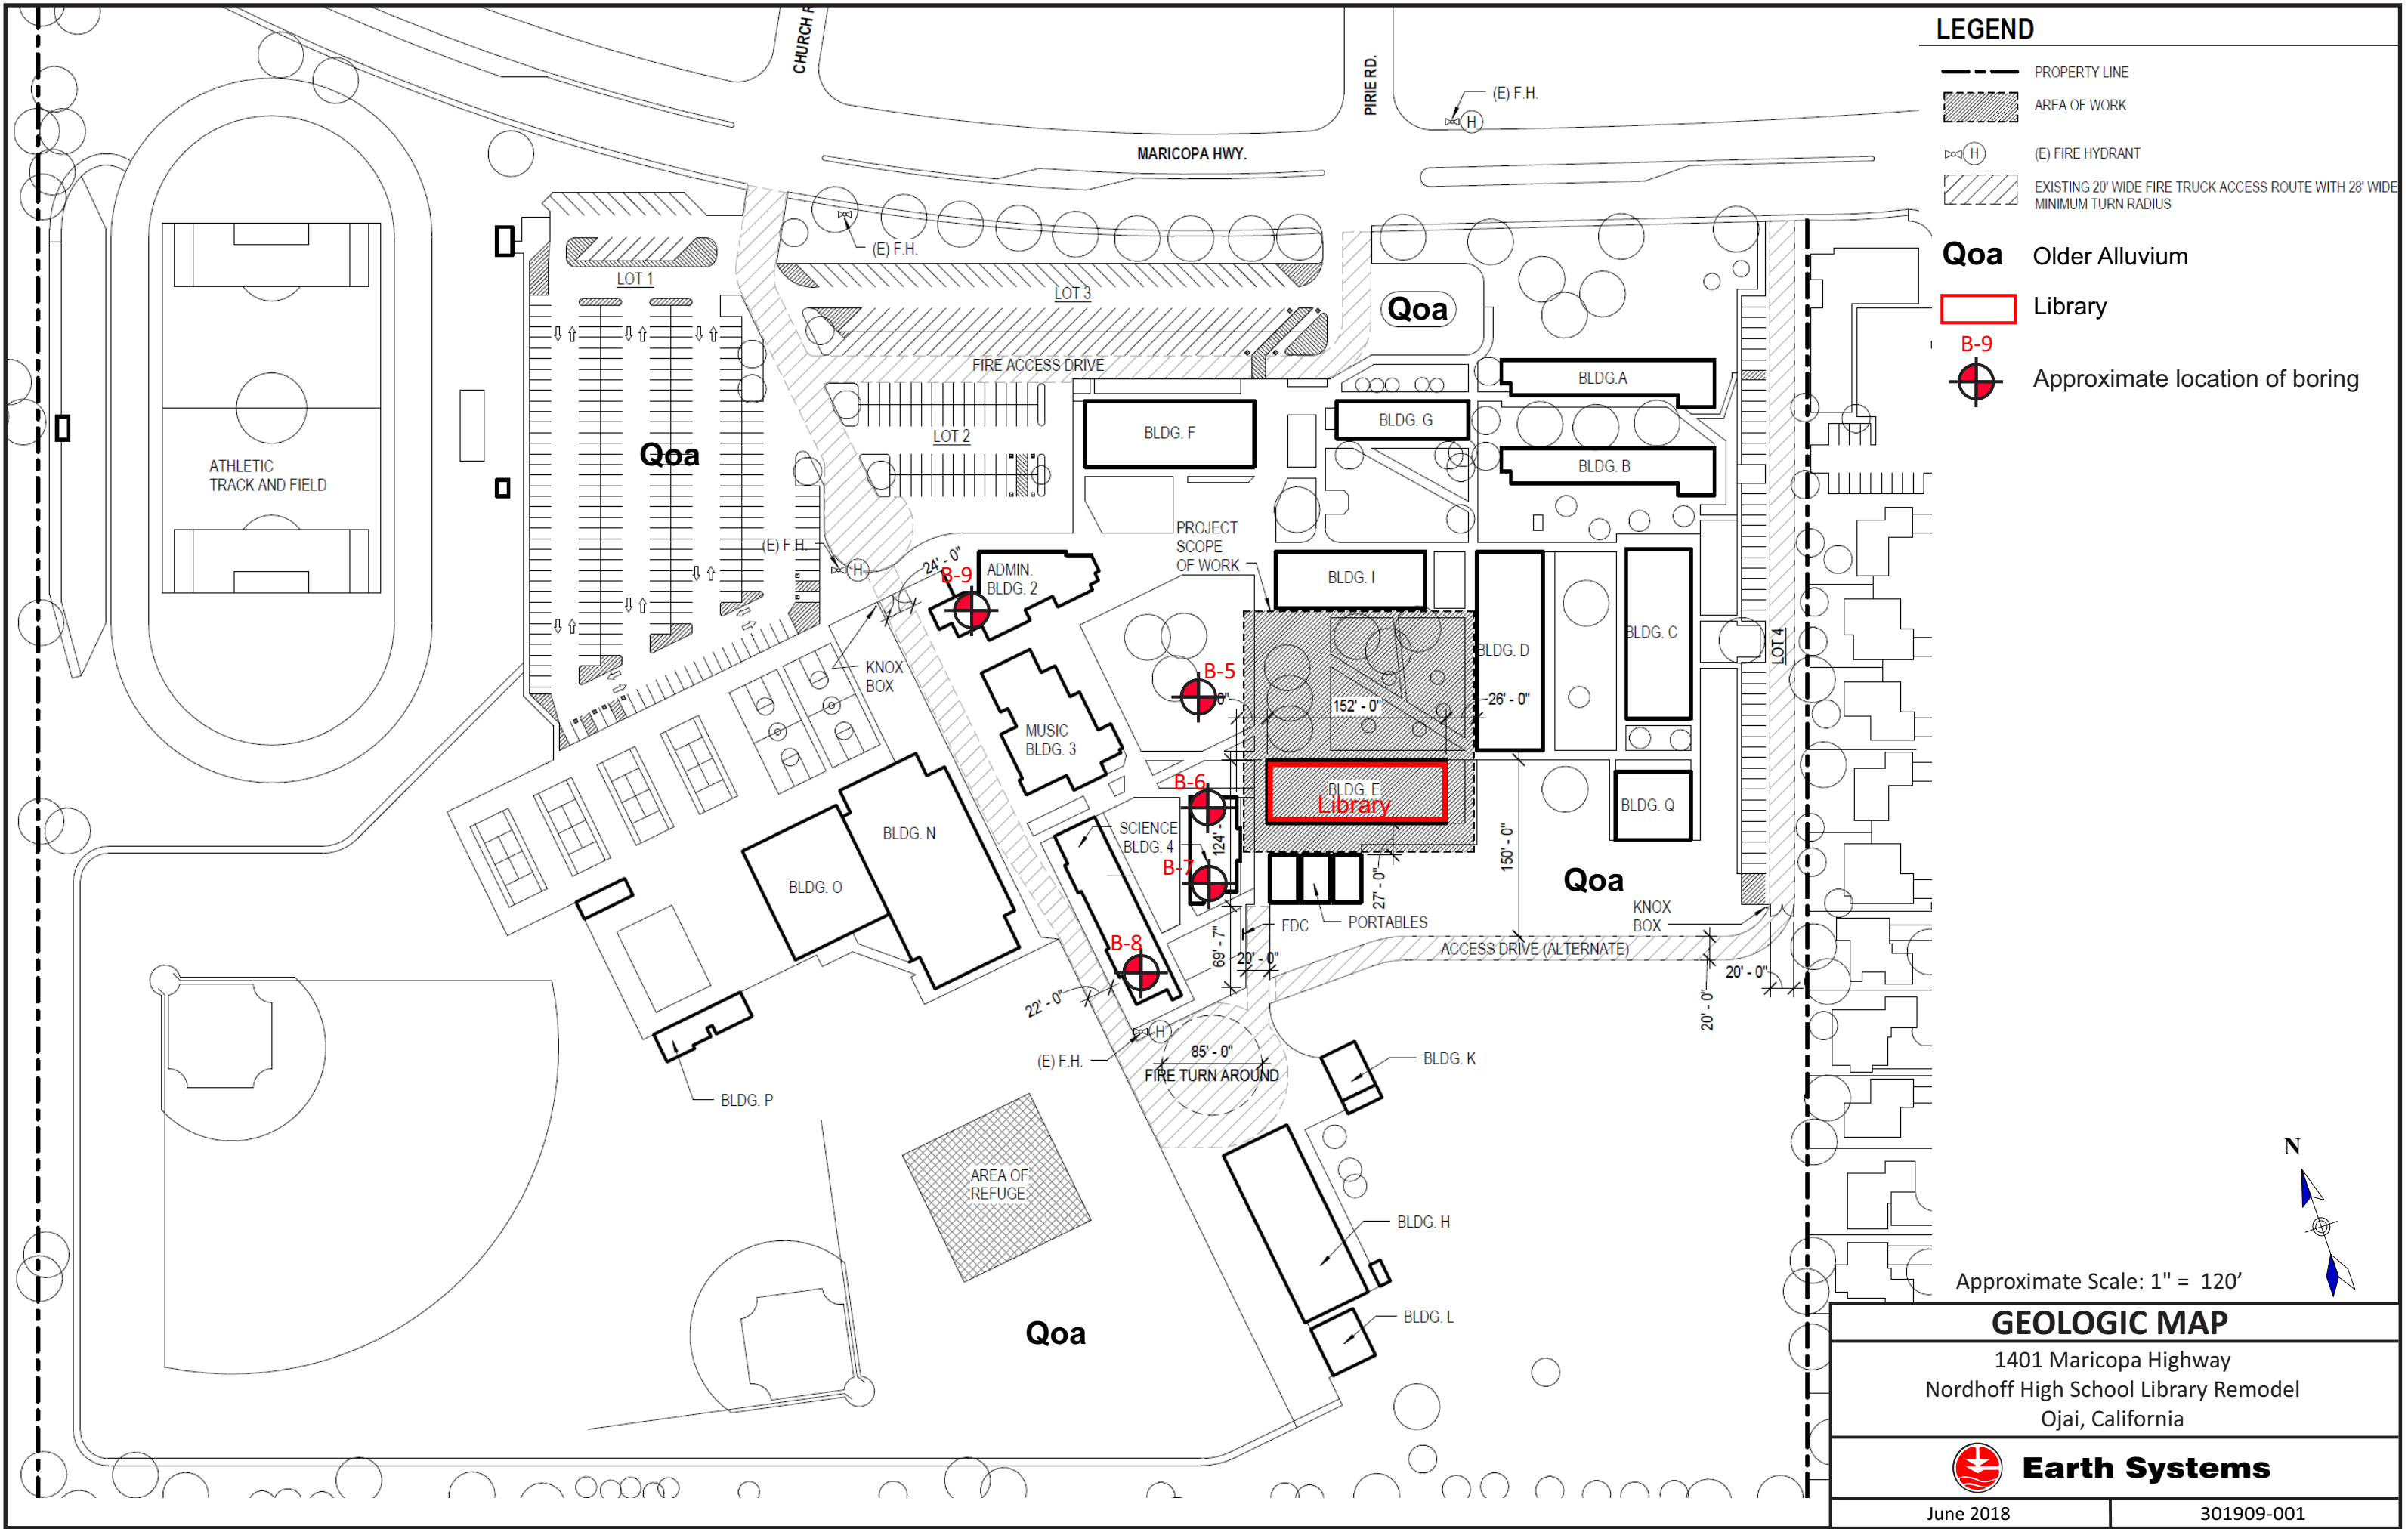 CHURCH R
PIRIE RD.
(E) F.H.
H
MARICOPA HWY.
(E) F.H.
LOT 1
LOT 3
Qoa
FIRE ACCESS DRIVE
BLDG.A
BLDG. G
BLDG. F
LOT 2
Qoa
BLDG. B
ATHLETIC
TRACK AND FIELD
PROJECT
SCOPE
OF WORK
(E) F.H.
H
24' - 0"
B-9
ADMIN.
BLDG. 2
BLDG. I
BLDG. C
BLDG. D
LOT 4
KNOX
BOX
B-5
152' - 0"
26' - 0"
MUSIC
BLDG. 3
B-6
BLDG. E
Library
BLDG. Q
SCIENCE
BLDG. 4
124' -
150' - 0"
BLDG. N
B-7
BLDG. O
27' - 0"
Qoa
KNOX
BOX
PORTABLES
FDC
B-8
69' - 7"
20' - 0"
ACCESS DRIVE (ALTERNATE)
20' - 0"
20' - 0"
22' - 0"
H
(E) F.H.
85' - 0"
FIRE TURN AROUND
BLDG. K
BLDG. P
AREA OF
REFUGE
BLDG. H
BLDG. L
Qoa
LEGEND
PROPERTY LINE
AREA OF WORK
H
(E) FIRE HYDRANT
EXISTING 20' WIDE FIRE TRUCK ACCESS ROUTE WITH 28' WIDE
MINIMUM TURN RADIUS
Qoa Older Alluvium
Library
B-9
Approximate location of boring
N
Approximate Scale: 1" = 120’
GEOLOGIC MAP
1401 Maricopa Highway
Nordhoff High School Library Remodel
Ojai, California
Earth Systems
June 2018
301909-001